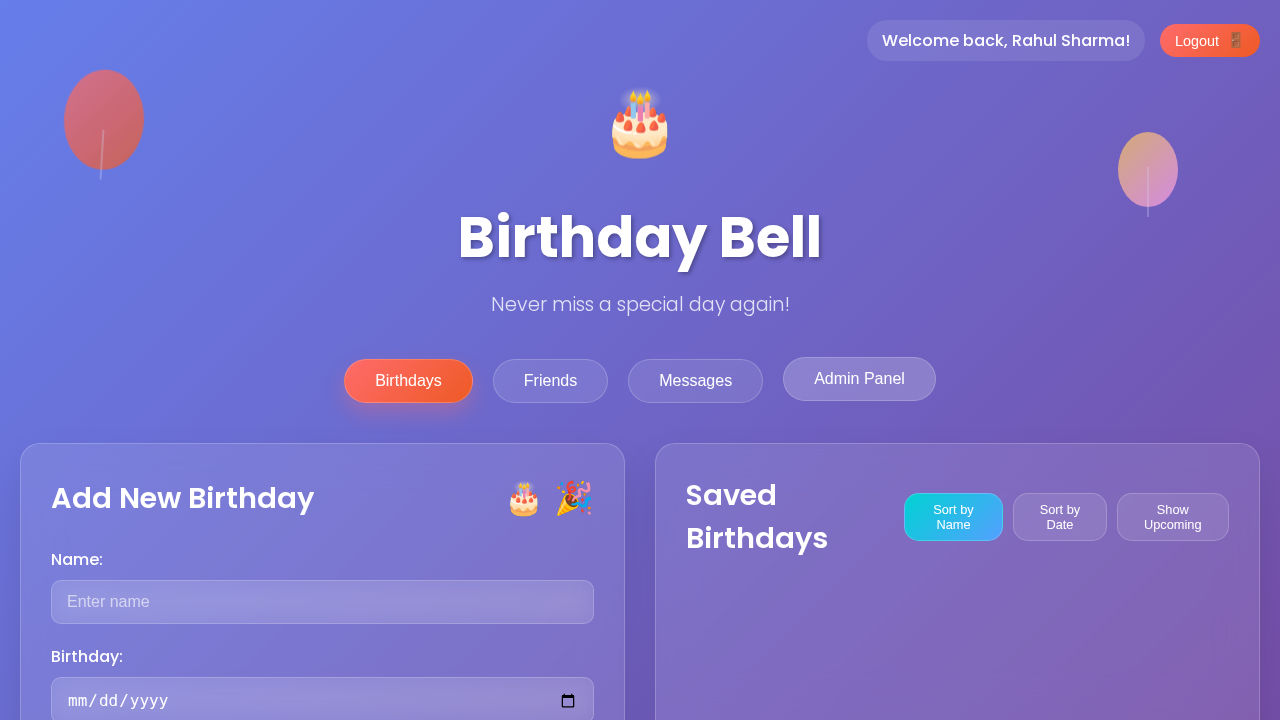 Welcome back, Rahul Sharma!
Logout
Birthday Bell
Never miss a special day again!
Birthdays
Friends
Messages
Admin Panel
Add New Birthday
Name:
Enter name
Birthday:
mm/dd/yyyy
Saved
Birthdays
Sort by
Name
Sort by
Date
Show
Upcoming